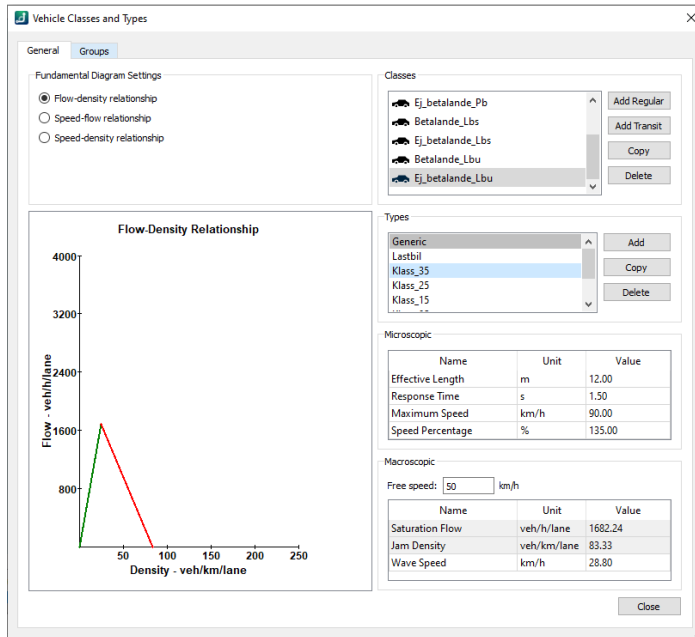 Vehicle Classes and Types
General Groups
Fundamental Diagram Settings
Flow-density relationship
Speed-flow relationship
Speed-density relationship
Classes
Ej_betalande_Pb
Betalande_Lbs
Ej_betalande_Lbs
Betalande_Lbu
Ej_betalande_Lbu
Add Regular
Add Transit
Copy
Delete
Flow-Density Relationship
4000
3200
2400
1600
800
Flow - veh/h/lane
50 100 150 200 250
Density - veh/km/lane
Types
Generic
Lastbil
Klass_35
Klass_25
Klass_15
Add
Copy
Delete
Microscopic
Name Unit Value
Effective Length m 12.00
Response Time s 1.50
Maximum Speed km/h 90.00
Speed Percentage % 135.00
Macroscopic
Free speed: 50 km/h
Name Unit Value
Saturation Flow veh/h/lane 1682.24
Jam Density veh/km/lane 83.33
Wave Speed km/h 28.80
Close